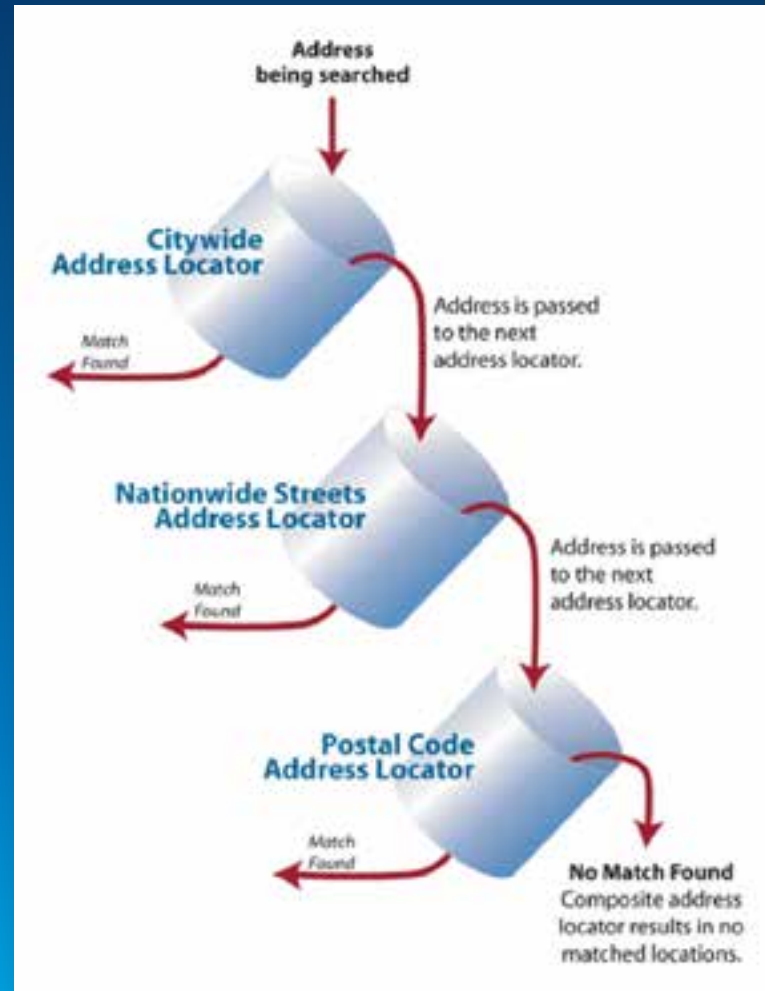 Address
being searched
Citywide
Address Locator
Match
Found
Address is passed
to the next
address locator.
Nationwide Streets
Address Locator
Match
Found
Address is passed
to the next
address locator.
Postal Code
Address Locator
Match
Found
No Match Found
Composite address
locator results in no
matched locations.